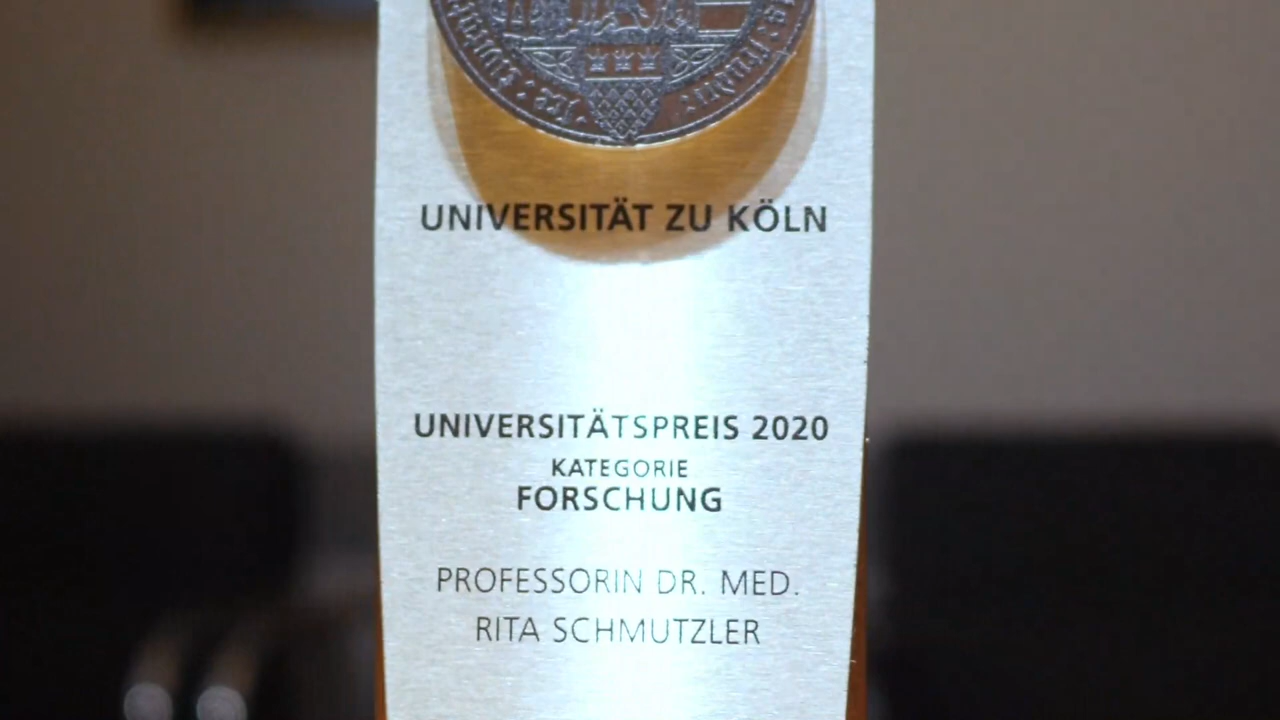 UNIVERSITÄT ZU KÖLN
UNIVERSITÄTSPREIS 2020
KATEGORIE
FORSCHUNG
PROFESSORIN DR. MED.
RITA SCHMUTZLER